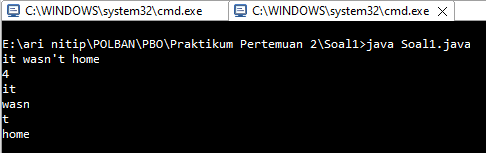 C:\WINDOWS\system32\cmd.exe C:\WINDOWS\system32\cmd.exe
E:\ari nitip\POLBAN\PBO\Praktikum Pertemuan 2\Soal1>java Soal1.java
it wasn't home
4
it
wasn
t
home